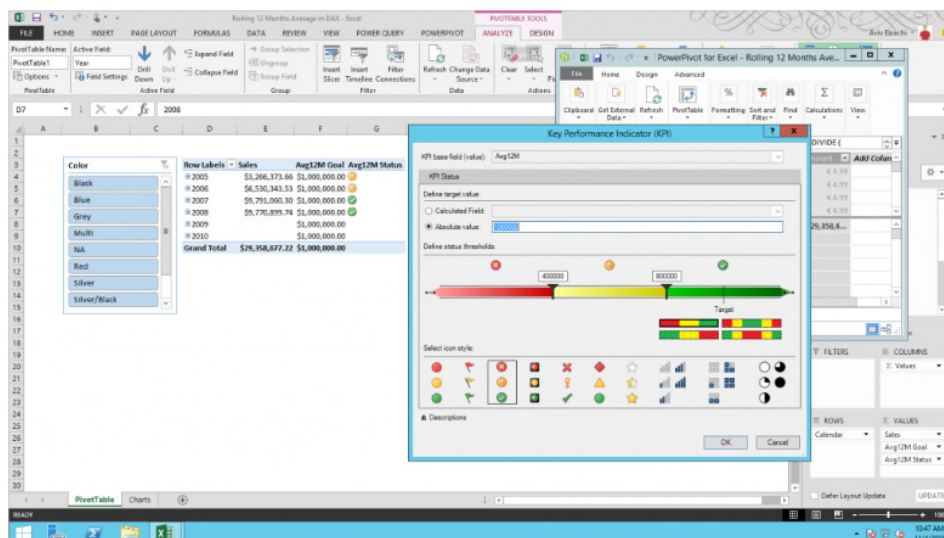 Rolling 12 Months Average in DAX - Excel
PIVOTTABLE TOOLS
FILE HOME INSERT PAGE LAYOUT FORMULAS DATA REVIEW VIEW POWER QUERY POWERPIVOT ANALYZE DESIGN
PivotTable Name: Active Field:
PivotTable1 Year
Options Field Settings
Drill Down Drill Up
Expand Field
Collapse Field
Group Selection
Ungroup
Group Field
Insert Slicer Insert Timeline Filter Connections
Refresh Change Data Source
Clear Select
PivotTable Active Field Group Filter Data Actions
PowerPivot for Excel - Rolling 12 Months Ave...
File Home Design Advanced
Clipboard Get External Data Refresh PivotTable Formatting Sort and Filter Find Calculations View
D7 fx 2008
A B C D E F G
DIVIDE (
Add Colum
€ 4.99
€ 4.99
€ 4.99
€ 4.99
29,358,6...
Color
Black
Blue
Grey
Multi
NA
Red
Silver
Silver/Black
Row Labels Sales Avg12M Goal Avg12M Status
2005 $3,266,373.66 $1,000,000.00
2006 $6,530,343.53 $1,000,000.00
2007 $9,791,060.30 $1,000,000.00
2008 $9,770,899.74 $1,000,000.00
2009 $1,000,000.00
2010 $1,000,000.00
Grand Total $29,358,677.22 $1,000,000.00
Key Performance Indicator (KPI)
KPI base field (value): Avg12M
KPI Status
Define target value:
Calculated Field:
Absolute value: 1000000
Define status thresholds:
400000 800000
Target
Select icon style:
Descriptions
OK Cancel
FILTERS COLUMNS
Values
ROWS VALUES
Calendar Sales
Avg12M Goal
Avg12M Status
Defer Layout Update UPDATE
PivotTable Charts
READY
10:47 AM